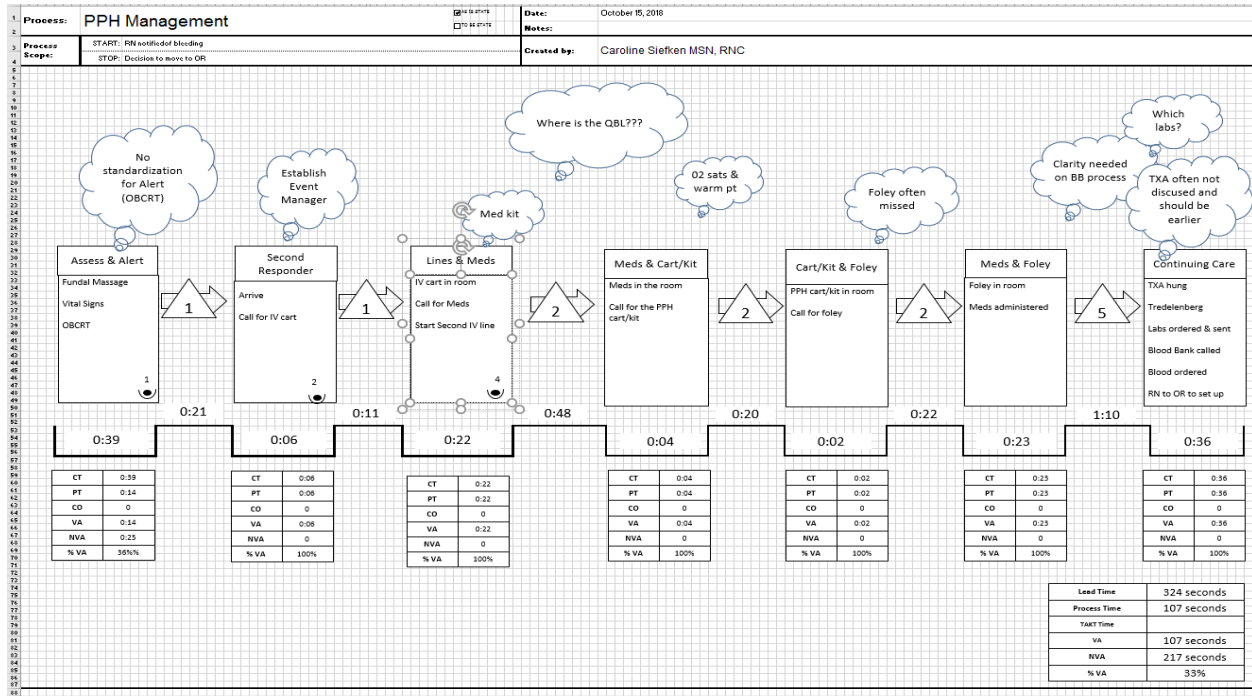 Process:
PPH Management
AS IS STATE
TO BE STATE
Date:
October 15, 2018
Notes:
Process Scope:
START: RN notifiedof bleeding
STOP: Decision to move to OR
Created by:
Caroline Siefken MSN, RNC
No
standardization
for Alert
(OBCRT)
Establish
Event
Manager
Med kit
Where is the QBL???
02 sats &
warm pt
Foley often
missed
Clarity needed
on BB process
Which
labs?
TXA often not
discused and
should be
earlier
Assess & Alert
Fundal Massage
Vital Signs
OBCRT
1
1
Second
Responder
Arrive
Call for IV cart
2
1
Lines & Meds
IV cart in room
Call for Meds
Start Second IV line
4
2
Meds & Cart/Kit
Meds in the room
Call for the PPH
cart/kit
2
Cart/Kit & Foley
PPH cart/kit in room
Call for foley
2
Meds & Foley
Foley in room
Meds administered
5
Continuing Care
TXA hung
Tredelenberg
Labs ordered & sent
Blood Bank called
Blood ordered
RN to OR to set up
0:21
0:11
0:48
0:20
0:22
1:10
0:39
0:06
0:22
0:04
0:02
0:23
0:36
CT 0:39
PT 0:14
CO 0
VA 0:14
NVA 0:25
% VA 36%%
CT 0:06
PT 0:06
CO 0
VA 0:06
NVA 0
% VA 100%
CT 0:22
PT 0:22
CO 0
VA 0:22
NVA 0
% VA 100%
CT 0:04
PT 0:04
CO 0
VA 0:04
NVA 0
% VA 100%
CT 0:02
PT 0:02
CO 0
VA 0:02
NVA 0
% VA 100%
CT 0:23
PT 0:23
CO 0
VA 0:23
NVA 0
% VA 100%
CT 0:36
PT 0:36
CO 0
VA 0:36
NVA 0
% VA 100%
Lead Time 324 seconds
Process Time 107 seconds
TAKT Time
VA 107 seconds
NVA 217 seconds
% VA 33%